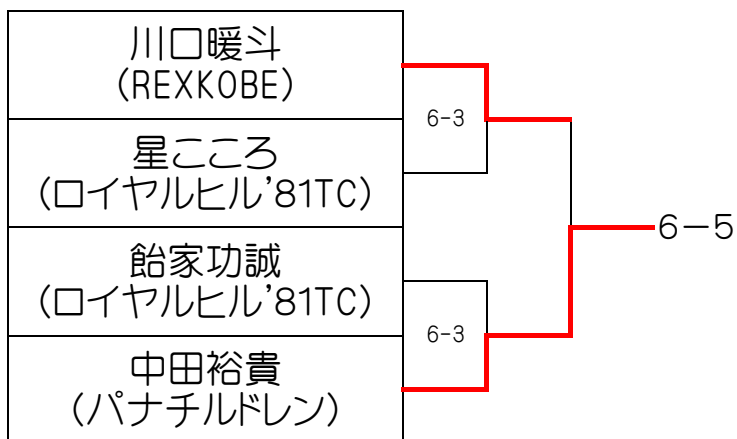 川口暖斗
(REXKOBE)
6-3
星こころ
(ロイヤルヒル'81TC)
6-5
飴家功誠
(ロイヤルヒル'81TC)
6-3
中田裕貴
(パナチルドレン)